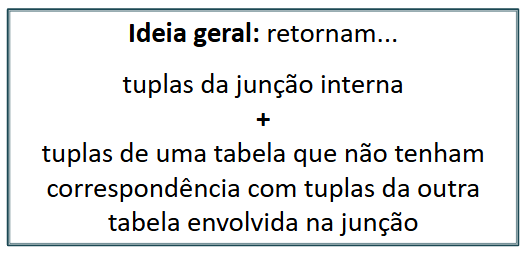 Ideia geral: retornam...
tuplas da junção interna
+
tuplas de uma tabela que não tenham
correspondência com tuplas da outra
tabela envolvida na junção